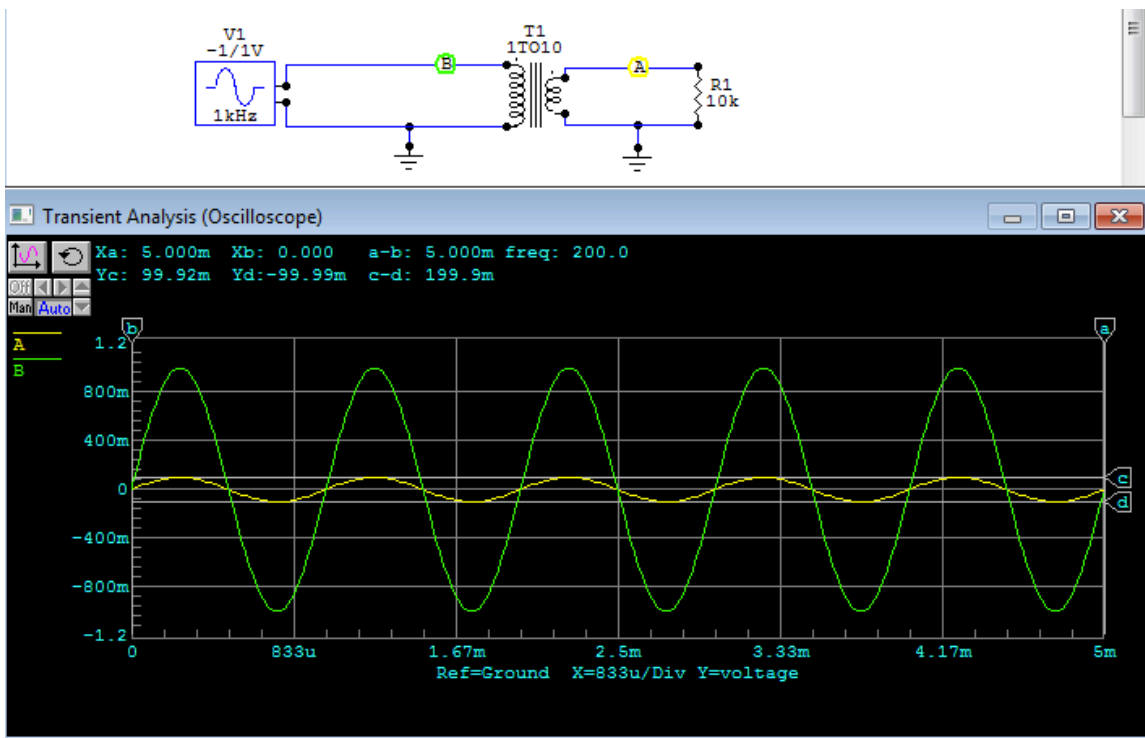 V1
-1/1V
1kHz
B
T1
1TO10
A
R1
10k
Transient Analysis (Oscilloscope)
Xa: 5.000m Xb: 0.000 a-b: 5.000m freq: 200.0
Yc: 99.92m Yd:-99.99m c-d: 199.9m
Off
Man Auto
A
B
b
a
c
d
1.2
800m
400m
0
-400m
-800m
-1.2
0 833u 1.67m 2.5m 3.33m 4.17m 5m
Ref=Ground X=833u/Div Y=voltage